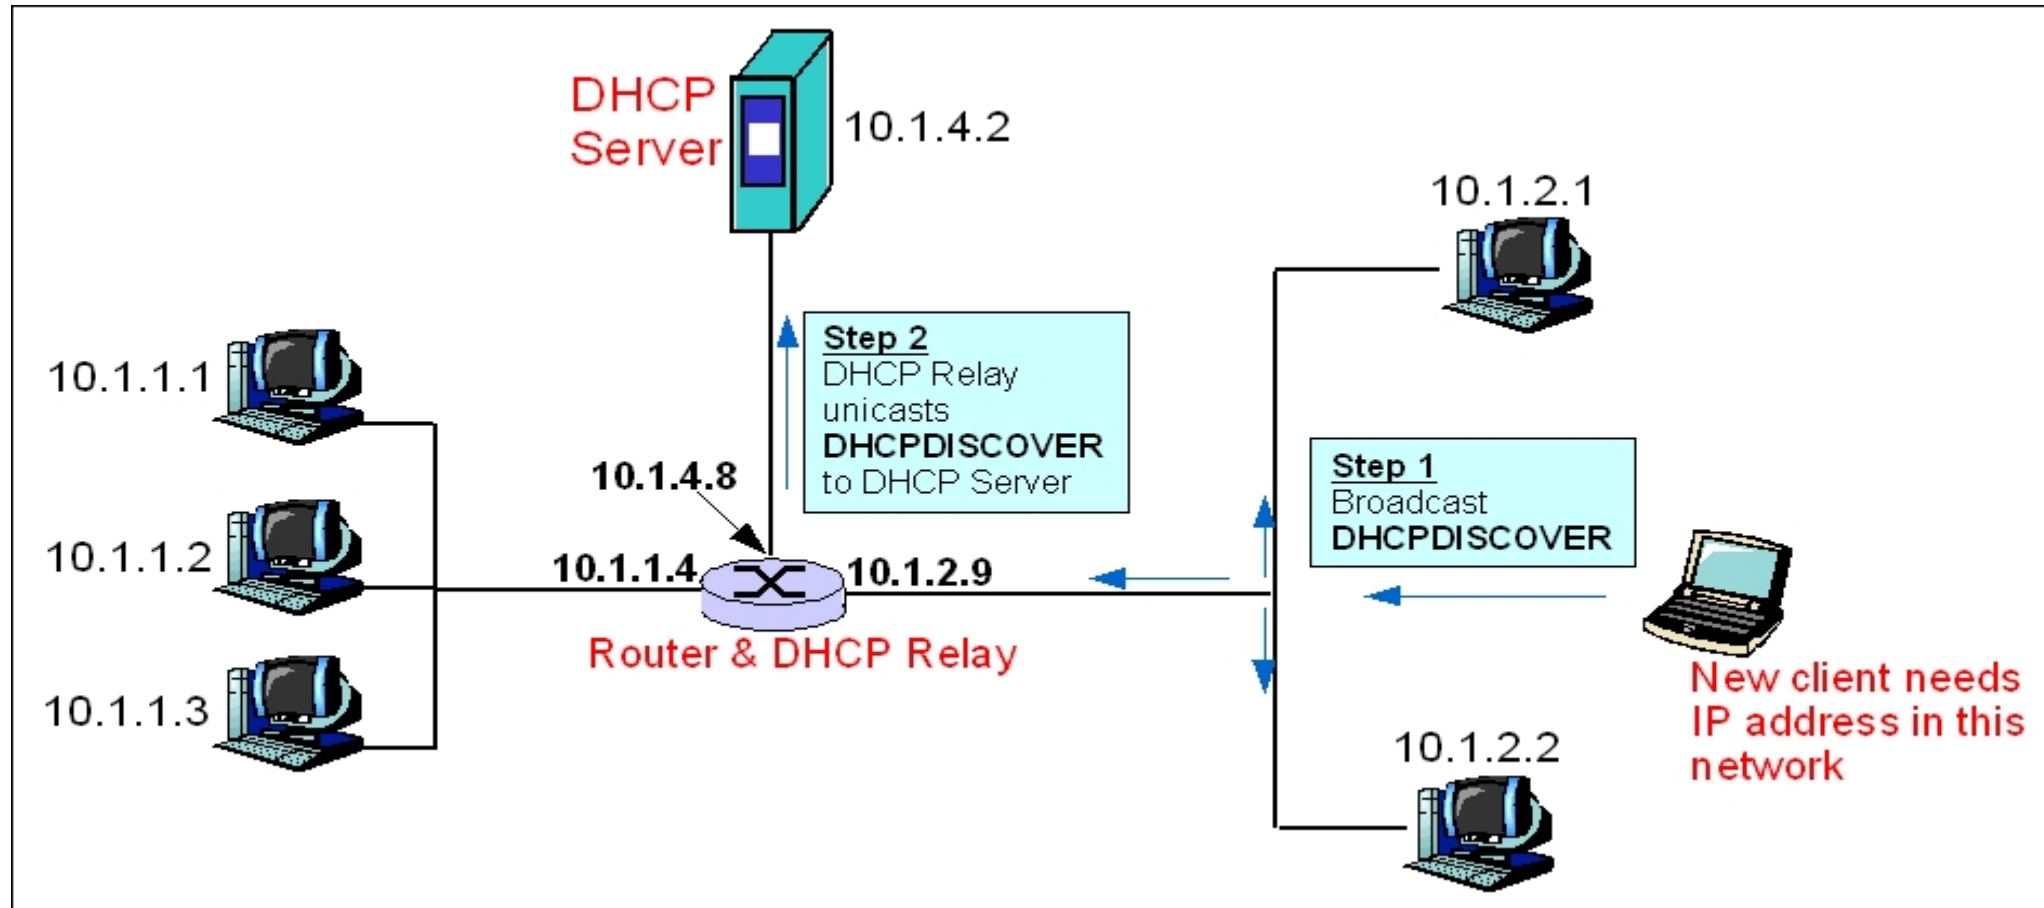 DHCP
Server
10.1.4.2
10.1.2.1
Step 2
DHCP Relay
unicasts
DHCPDISCOVER
to DHCP Server
10.1.1.1
10.1.4.8
Step 1
Broadcast
DHCPDISCOVER
10.1.1.2
10.1.1.4
10.1.2.9
Router & DHCP Relay
10.1.1.3
New client needs
IP address in this
network
10.1.2.2